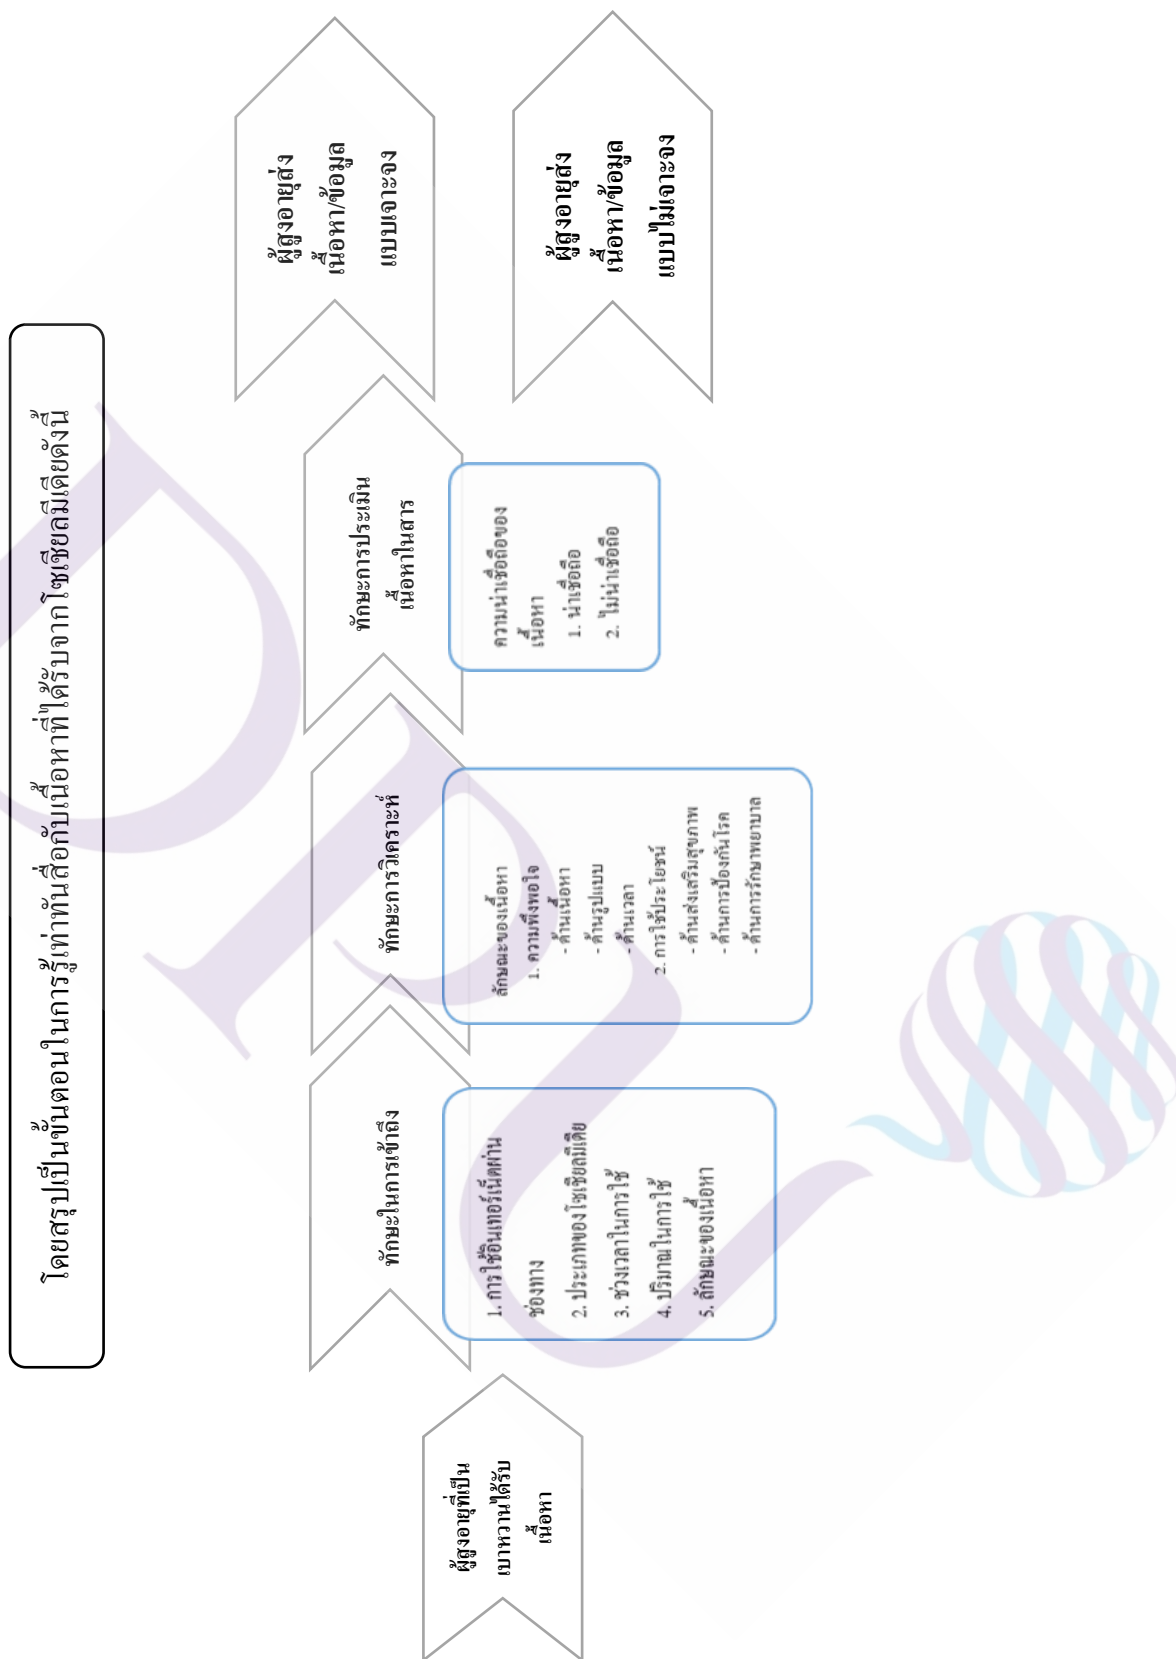 โดยสรุปเป็นขั้นตอนในการรู้เท่าทันสื่อกับเนื้อหาที่ได้รับจากโซเชียลมีเดียดังนี้
ผู้สูงอายุที่เป็น
เบาหวานได้รับ
เนื้อหา
ทักษะในการเข้าถึง
1. การใช้อินเทอร์เน็ตผ่าน
ช่องทาง
2. ประเภทของโซเชียลมีเดีย
3. ช่วงเวลาในการใช้
4. ปริมาณในการใช้
5. ลักษณะของเนื้อหา
ทักษะการวิเคราะห์
ลักษณะของเนื้อหา
1. ความพึงพอใจ
- ด้านเนื้อหา
- ด้านรูปแบบ
- ด้านเวลา
2. การใช้ประโยชน์
- ด้านส่งเสริมสุขภาพ
- ด้านการป้องกันโรค
- ด้านการรักษาพยาบาล
ทักษะการประเมิน
เนื้อหาในสาร
ความน่าเชื่อถือของ
เนื้อหา
1. น่าเชื่อถือ
2. ไม่น่าเชื่อถือ
ผู้สูงอายุส่ง
เนื้อหา/ข้อมูล
แบบเจาะจง
ผู้สูงอายุส่ง
เนื้อหา/ข้อมูล
แบบไม่เจาะจง
DPU